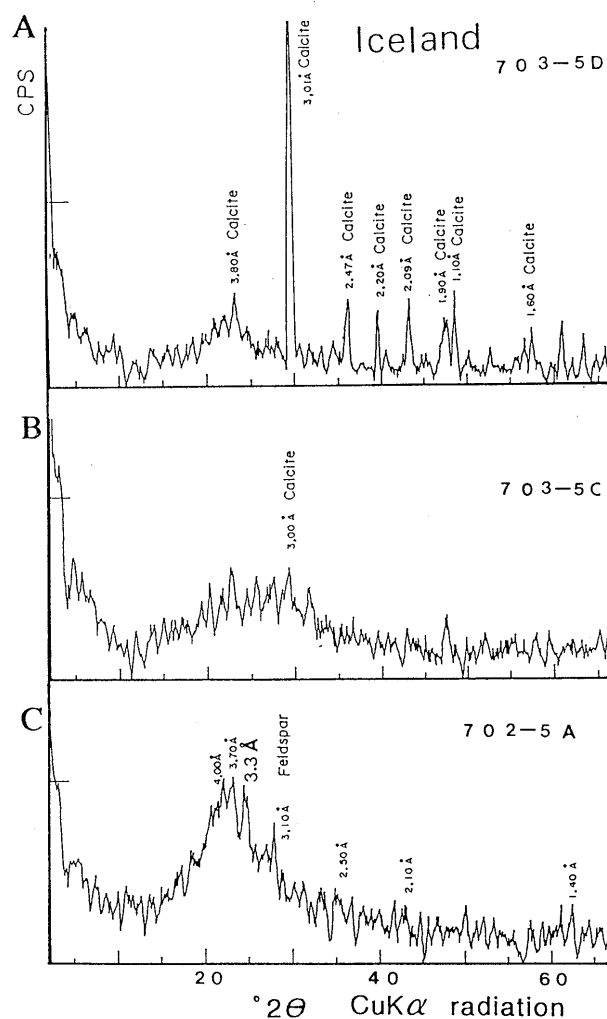 A
Iceland
703-5D
CPS
3,01Å Calcite
3,80Å Calcite
2,47Å Calcite
2,20Å Calcite
2,09Å Calcite
1,90Å Calcite
1,10Å Calcite
1,60Å Calcite
B
703-5C
3,00Å Calcite
C
702-5A
4,00Å
3,70Å
3.3 Å
3,10Å Feldspar
2,50Å
2,10Å
1,40Å
20 40 60
°2θ CuKα radiation